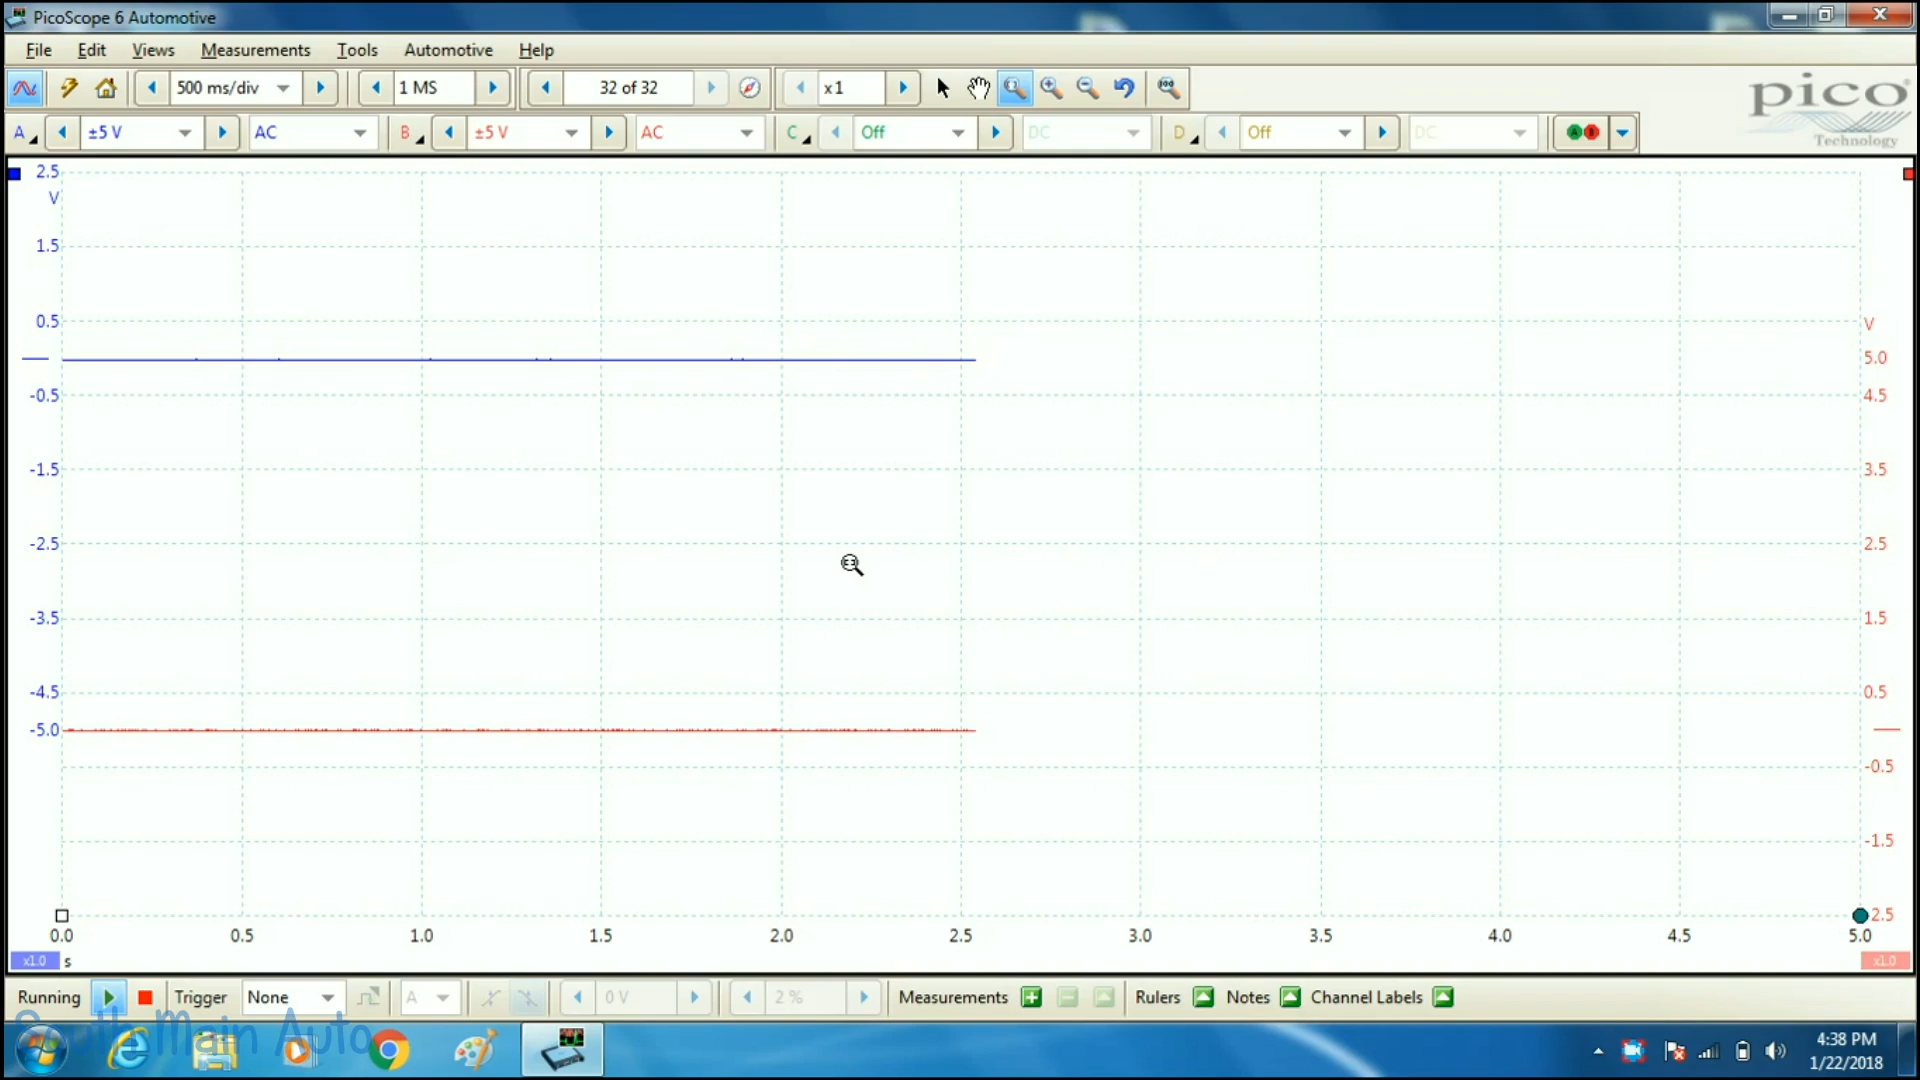 PicoScope 6 Automotive
File Edit Views Measurements Tools Automotive Help
500 ms/div 1 MS 32 of 32 x1
pico
Technology
A ±5 V AC B ±5 V AC C Off DC D Off DC A B
2.5
V
1.5
0.5
-0.5
-1.5
-2.5
-3.5
-4.5
-5.0
V
5.0
4.5
3.5
2.5
1.5
0.5
-0.5
-1.5
2.5
0.0 0.5 1.0 1.5 2.0 2.5 3.0 3.5 4.0 4.5 5.0
x1.0 s x1.0
Running Trigger None A 0 V 2 % Measurements Rulers Notes Channel Labels
South Main Auto
4:38 PM
1/22/2018